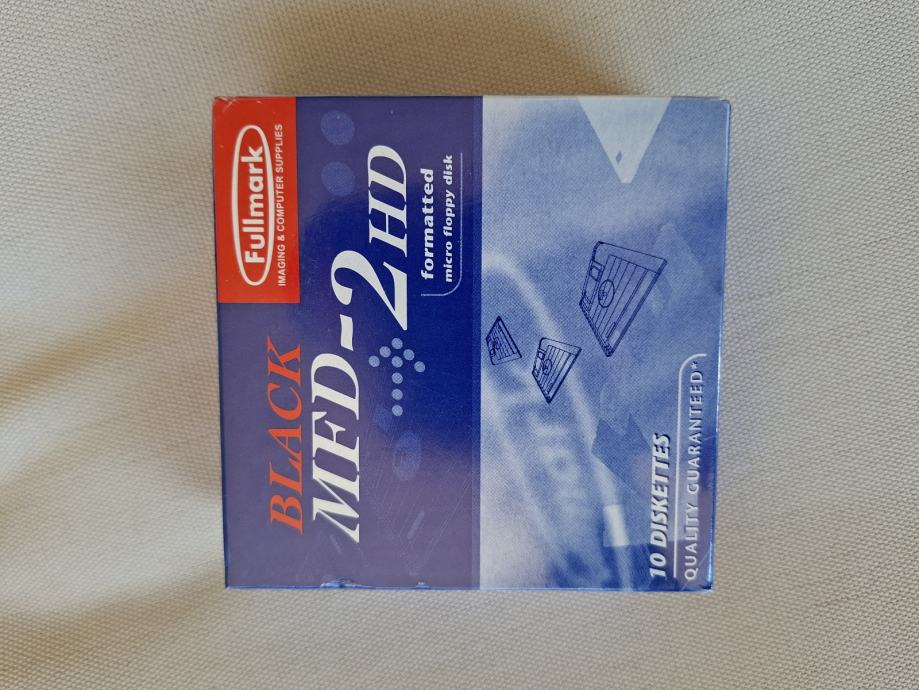 Fullmark
IMAGING & COMPUTER SUPPLIES
BLACK
MFD-2HD
formatted
micro floppy disk
10 DISKETTES
QUALITY GUARANTEED*